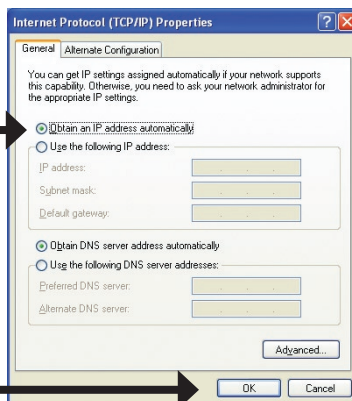 Internet Protocol (TCP/IP) Properties
General
Alternate Configuration
You can get IP settings assigned automatically if your network supports
this capability. Otherwise, you need to ask your network administrator for
the appropriate IP settings.
Obtain an IP address automatically
Use the following IP address:
IP address:
Subnet mask:
Default gateway:
Obtain DNS server address automatically
Use the following DNS server addresses:
Preferred DNS server:
Alternate DNS server:
Advanced...
OK
Cancel